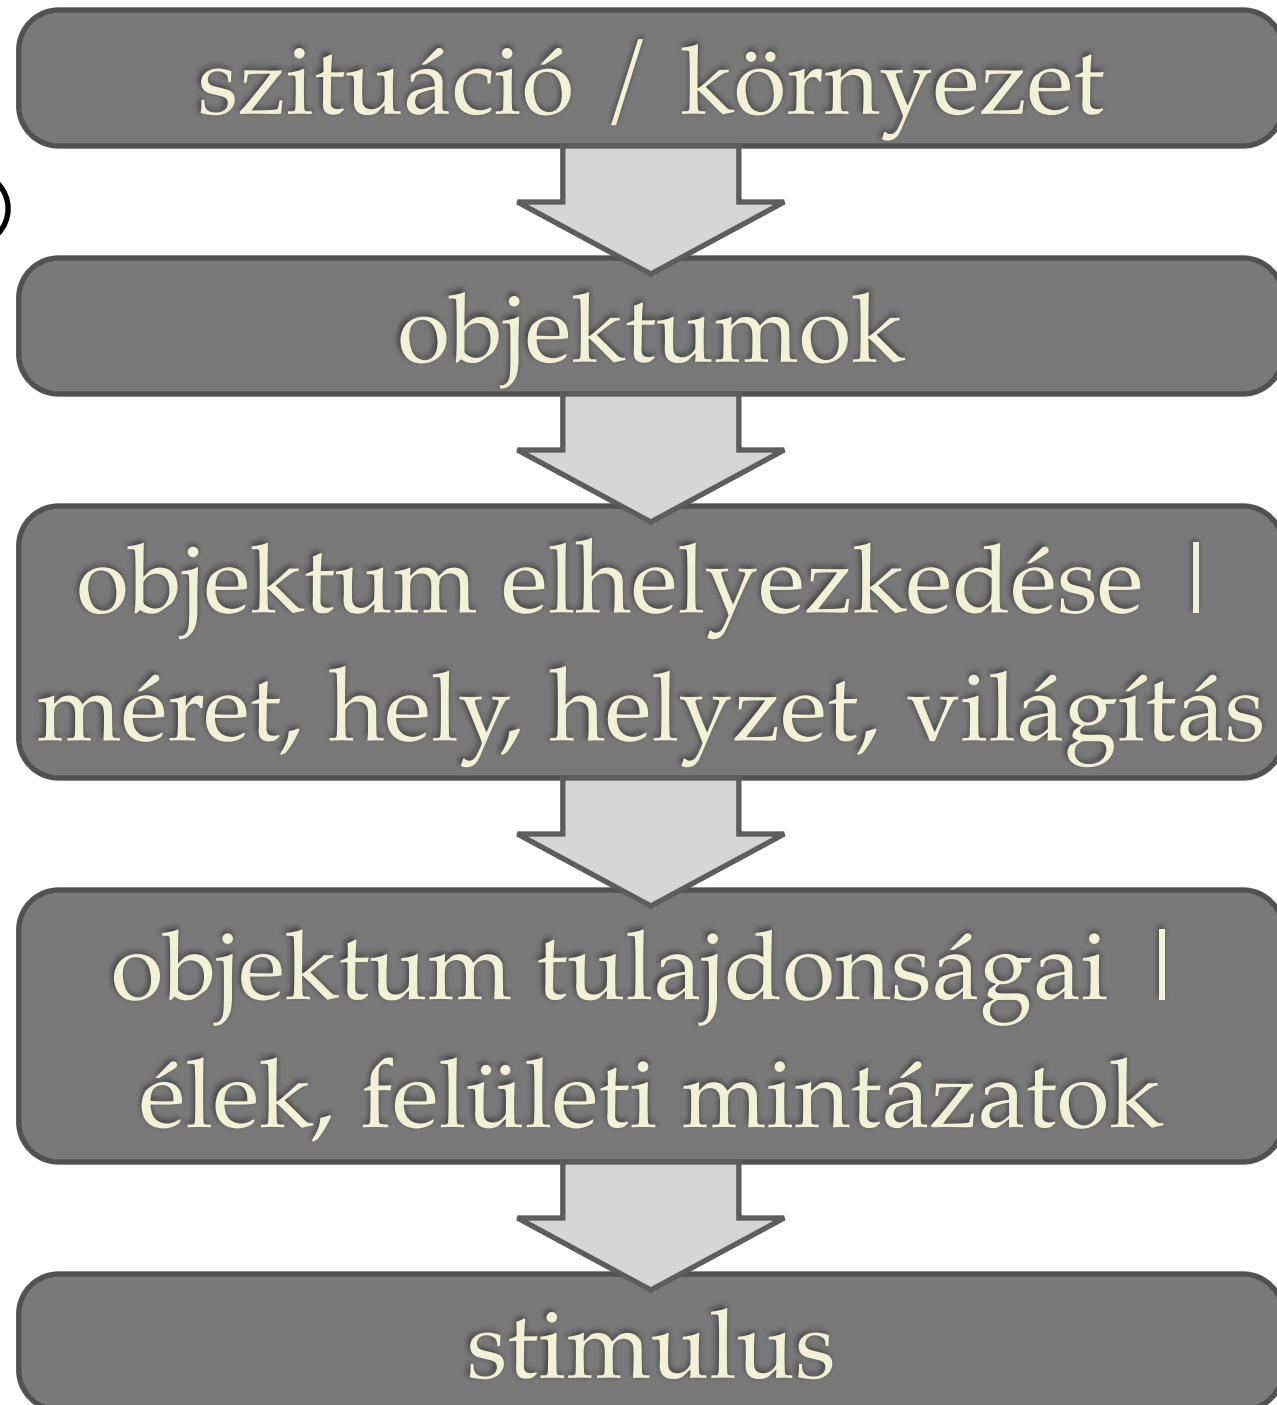 szituáció / környezet
)
objektumok
objektum elhelyezkedése |
méret, hely, helyzet, világítás
objektum tulajdonságai |
élek, felületi mintázatok
stimulus